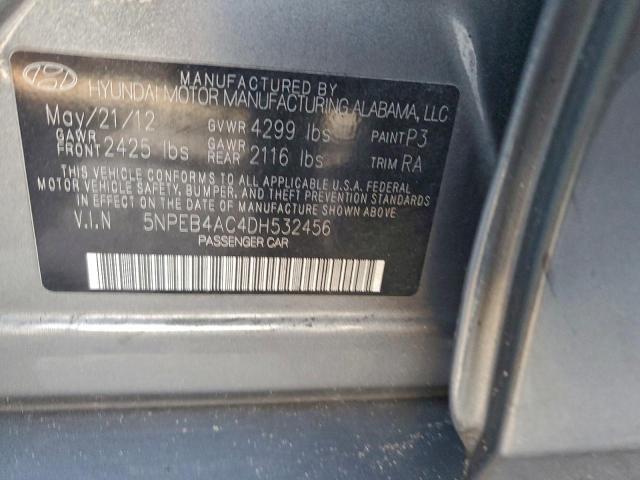 MANUFACTURED BY
HYUNDAI MOTOR MANUFACTURING ALABAMA, LLC
May/21/12 GVWR 4299 lbs PAINT P3
GAWR FRONT 2425 lbs GAWR REAR 2116 lbs TRIM RA
THIS VEHICLE CONFORMS TO ALL APPLICABLE U.S.A. FEDERAL
MOTOR VEHICLE SAFETY, BUMPER, AND THEFT PREVENTION STANDARDS
IN EFFECT ON THE DATE OF MANUFACTURE SHOWN ABOVE.
V.I.N 5NPEB4AC4DH532456
PASSENGER CAR